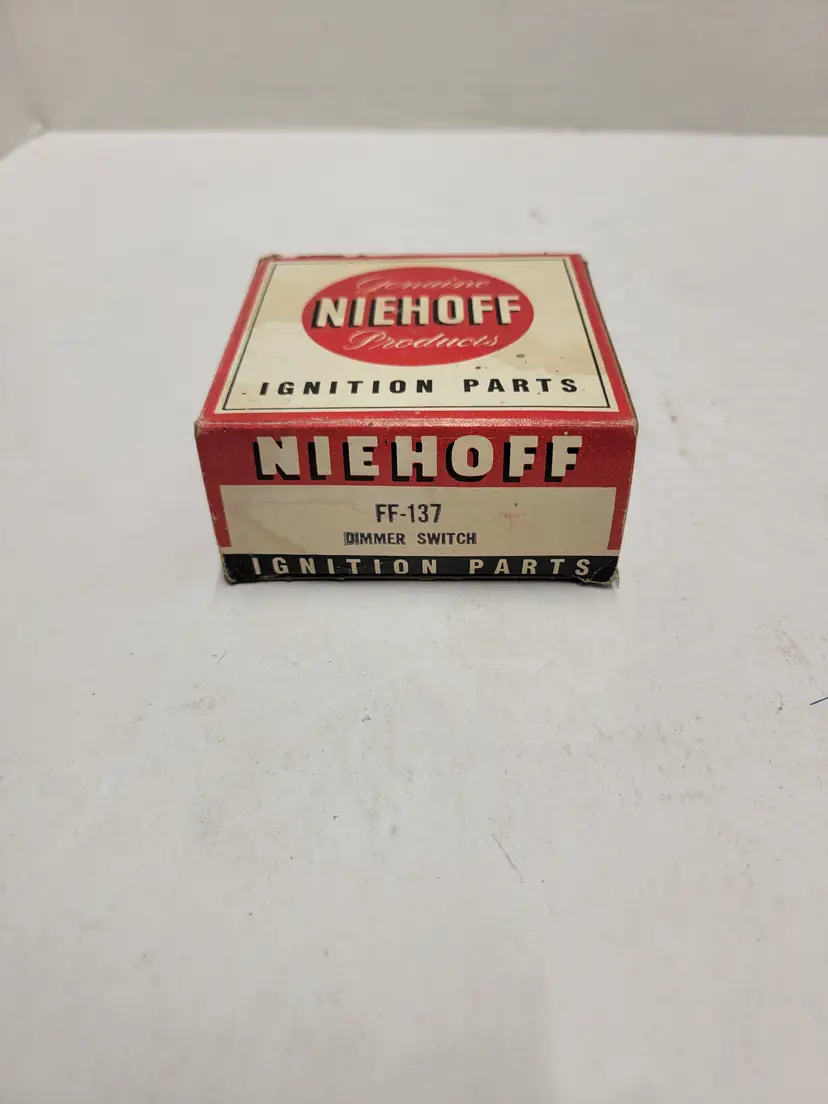 Genuine
NIEHOFF
Products
IGNITION PARTS
NIEHOFF
FF-137
DIMMER SWITCH
IGNITION PARTS